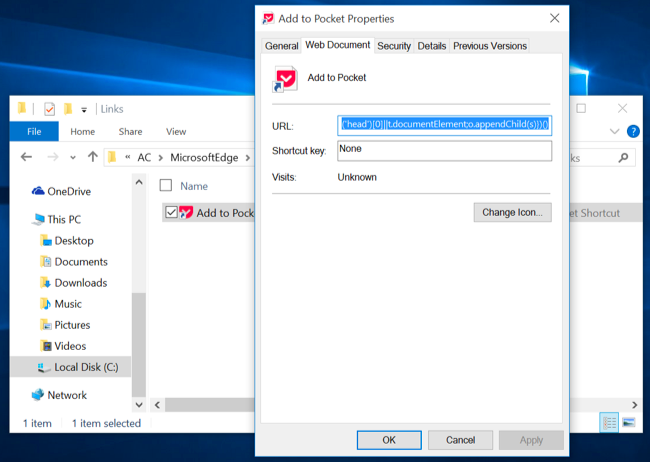 Add to Pocket Properties
General
Web Document
Security
Details
Previous Versions
Add to Pocket
URL:
('head')[0]||t.documentElement).appendChild(s)))()
Shortcut key:
None
Visits:
Unknown
Change Icon...
OK
Cancel
Apply
Links
File
Home
Share
View
« AC > MicrosoftEdge >
ks
OneDrive
This PC
Desktop
Documents
Downloads
Music
Pictures
Videos
Local Disk (C:)
Network
Name
Add to Pocke
et Shortcut
1 item
1 item selected